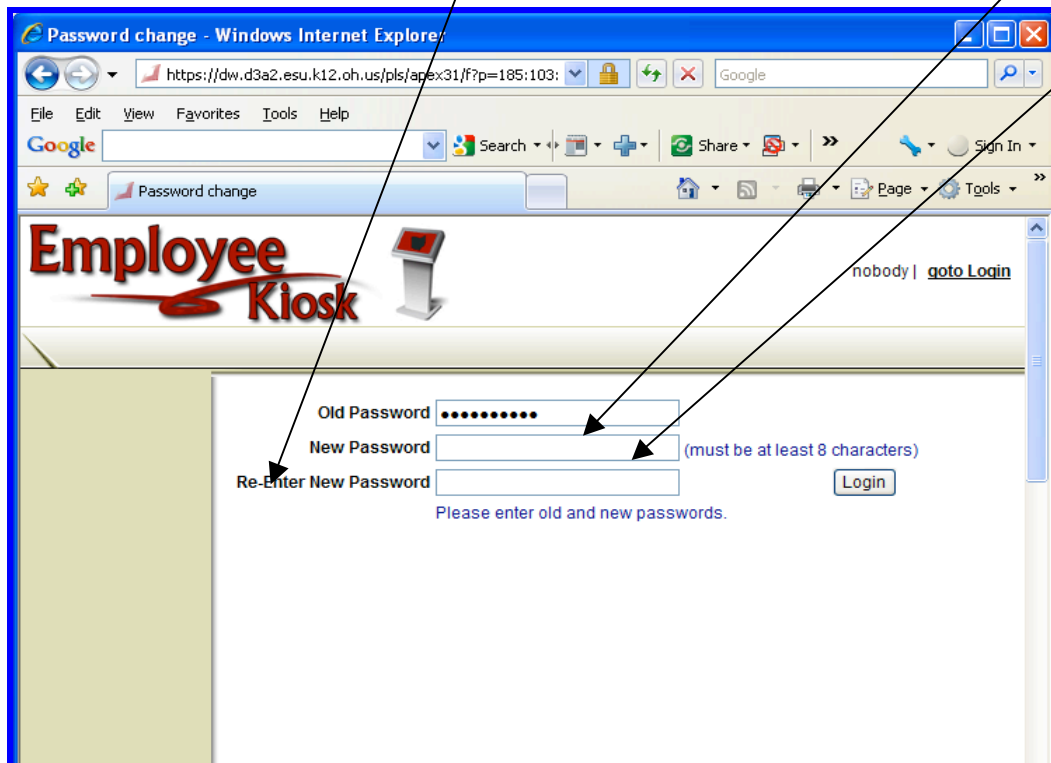 Password change - Windows Internet Explorer
https://dw.d3a2.esu.k12.oh.us/pls/apex31/f?p=185:103:
Google
File Edit View Favorites Tools Help
Google Search Share » Sign In
Password change Page Tools »
Employee
Kiosk
nobody | goto Login
Old Password ••••••••••
New Password (must be at least 8 characters)
Re-Enter New Password Login
Please enter old and new passwords.